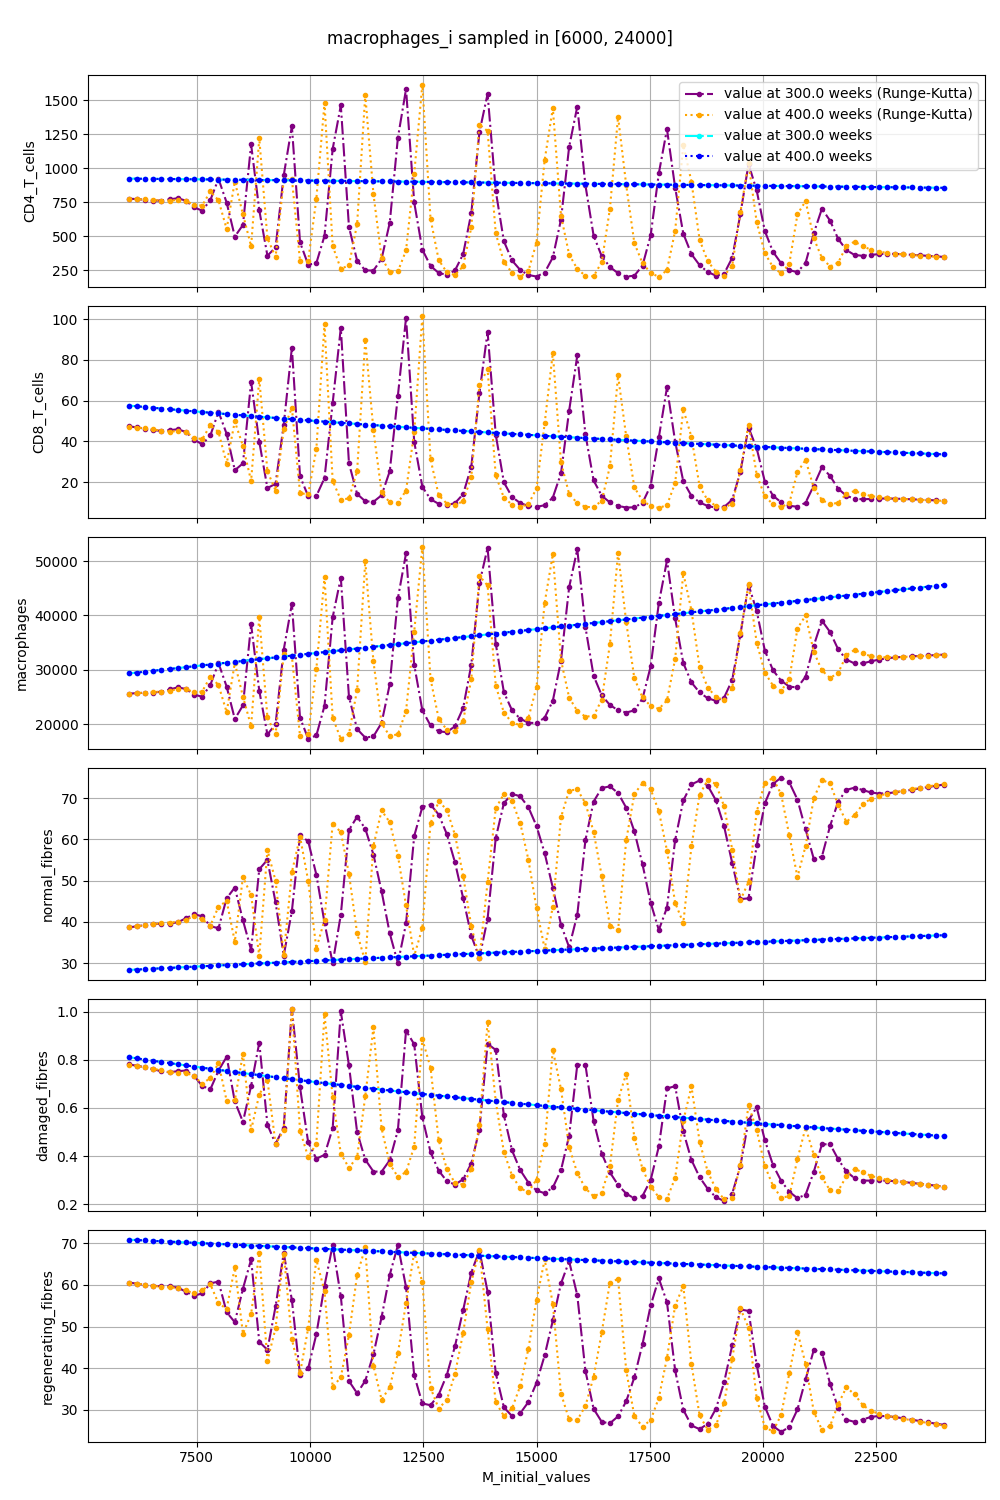 macrophages_i sampled in [6000, 24000]
value at 300.0 weeks (Runge-Kutta)
value at 400.0 weeks (Runge-Kutta)
value at 300.0 weeks
value at 400.0 weeks
CD4_T_cells
1500
1250
1000
750
500
250
CD8_T_cells
100
80
60
40
20
macrophages
50000
40000
30000
20000
normal_fibres
70
60
50
40
30
damaged_fibres
1.0
0.8
0.6
0.4
0.2
regenerating_fibres
70
60
50
40
30
7500 10000 12500 15000 17500 20000 22500
M_initial_values